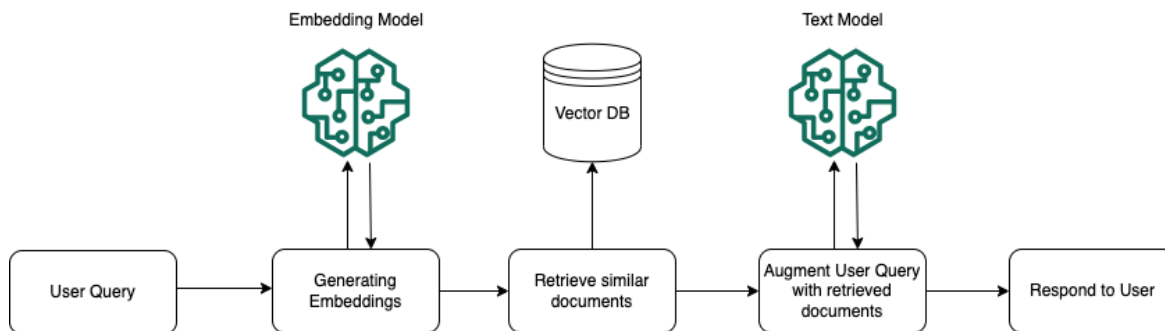 Embedding Model
Text Model
Vector DB
User Query
Generating
Embeddings
Retrieve similar
documents
Augment User Query
with retrieved
documents
Respond to User